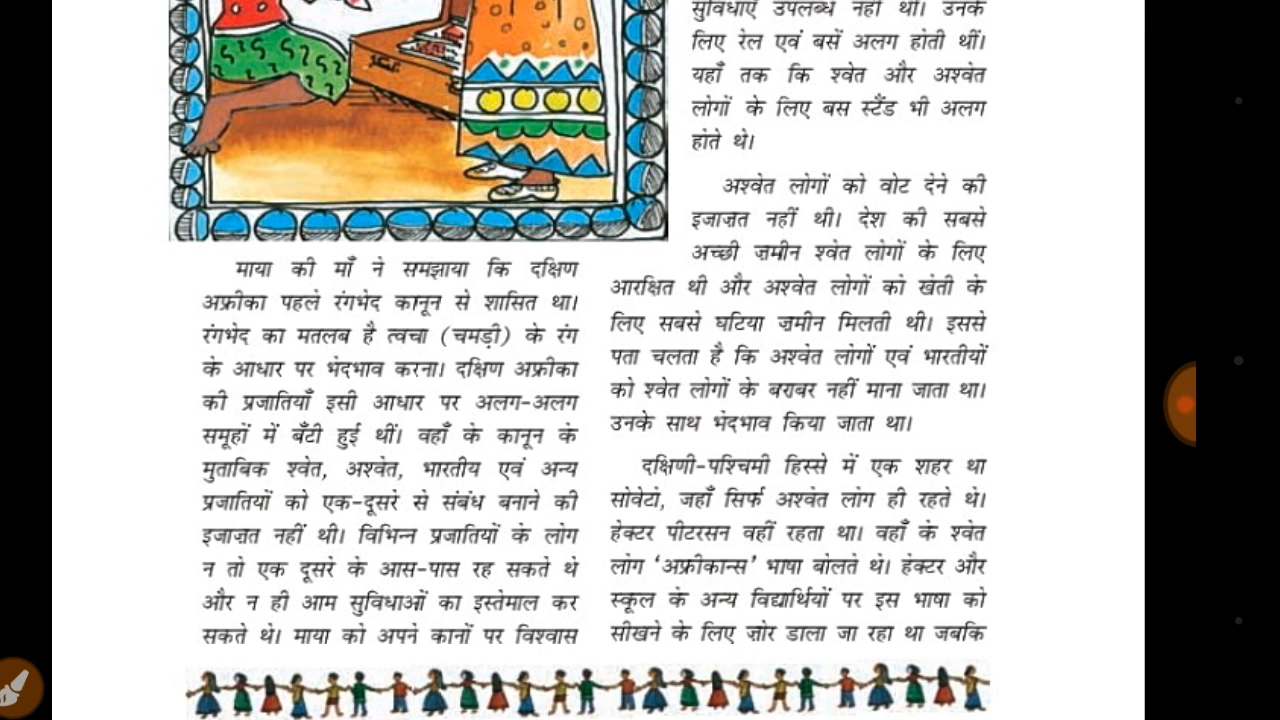 माया की माँ ने समझाया कि दक्षिण
अफ्रीका पहले रंगभेद कानून से शासित था।
रंगभेद का मतलब है त्वचा (चमड़ी) के रंग
के आधार पर भेदभाव करना। दक्षिण अफ्रीका
की प्रजातियाँ इसी आधार पर अलग-अलग
समूहों में बँटी हुई थीं। वहाँ के कानून के
मुताबिक श्वेत, अश्वेत, भारतीय एवं अन्य
प्रजातियों को एक-दूसरे से संबंध बनाने की
इजाज़त नहीं थी। विभिन्न प्रजातियों के लोग
न तो एक दूसरे के आस-पास रह सकते थे
और न ही आम सुविधाओं का इस्तेमाल कर
सकते थे। माया को अपने कानों पर विश्वास
सुविधाएँ उपलब्ध नहीं थीं। उनके
लिए रेल एवं बसें अलग होती थीं।
यहाँ तक कि श्वेत और अश्वेत
लोगों के लिए बस स्टैंड भी अलग
होते थे।
अश्वेत लोगों को वोट देने की
इजाज़त नहीं थी। देश की सबसे
अच्छी ज़मीन श्वेत लोगों के लिए
आरक्षित थी और अश्वेत लोगों को खेती के
लिए सबसे घटिया ज़मीन मिलती थी। इससे
पता चलता है कि अश्वेत लोगों एवं भारतीयों
को श्वेत लोगों के बराबर नहीं माना जाता था।
उनके साथ भेदभाव किया जाता था।
दक्षिणी-पश्चिमी हिस्से में एक शहर था
सोवेटो, जहाँ सिर्फ अश्वेत लोग ही रहते थे।
हेक्टर पीटरसन वहीं रहता था। वहाँ के श्वेत
लोग ‘अफ्रीकान्स’ भाषा बोलते थे। हेक्टर और
स्कूल के अन्य विद्यार्थियों पर इस भाषा को
सीखने के लिए ज़ोर डाला जा रहा था जबकि